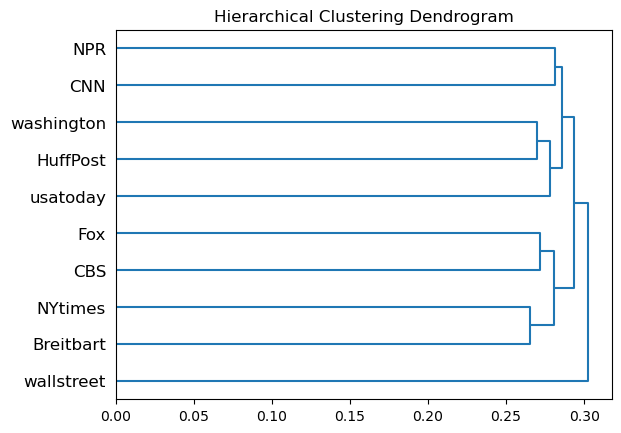 Hierarchical Clustering Dendrogram
NPR
CNN
washington
HuffPost
usatoday
Fox
CBS
NYtimes
Breitbart
wallstreet
0.00 0.05 0.10 0.15 0.20 0.25 0.30